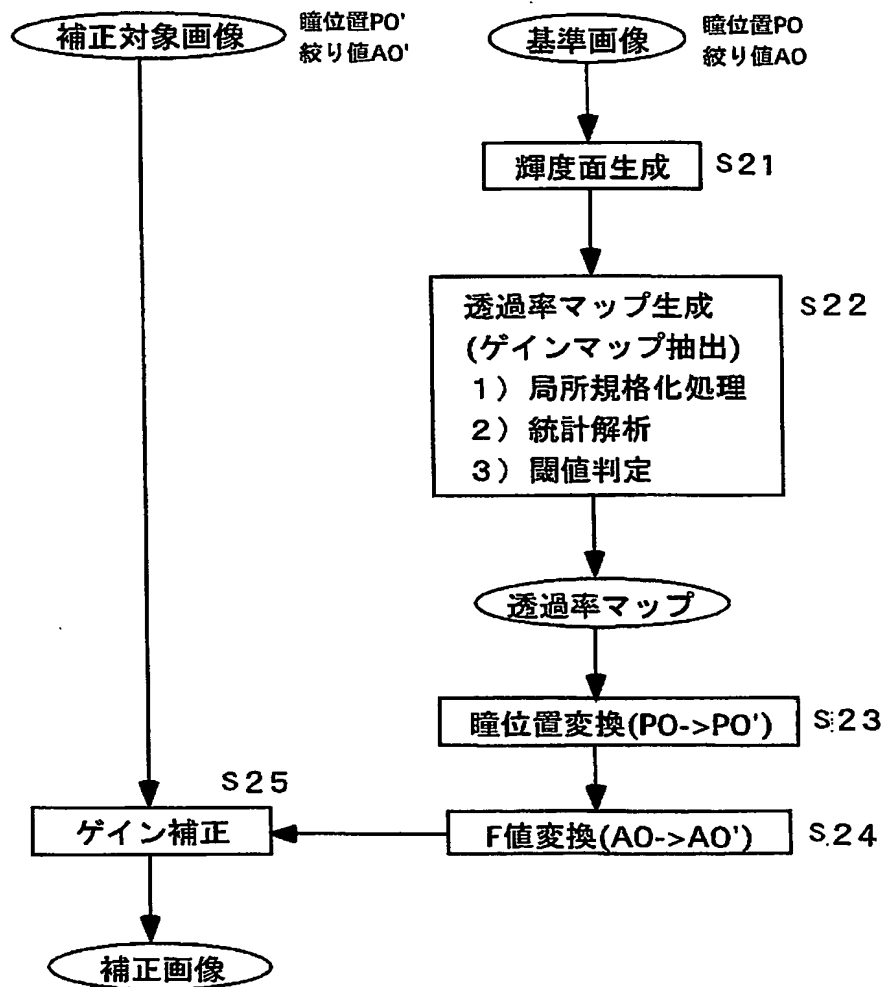 補正対象画像
瞳位置PO'
絞り値AO'
基準画像
瞳位置PO
絞り値AO
輝度面生成
S21
透過率マップ生成
(ゲインマップ抽出)
1) 局所規格化処理
2) 統計解析
3) 閾値判定
S22
透過率マップ
瞳位置変換(PO->PO')
S23
F値変換(AO->AO')
S24
S25
ゲイン補正
補正画像